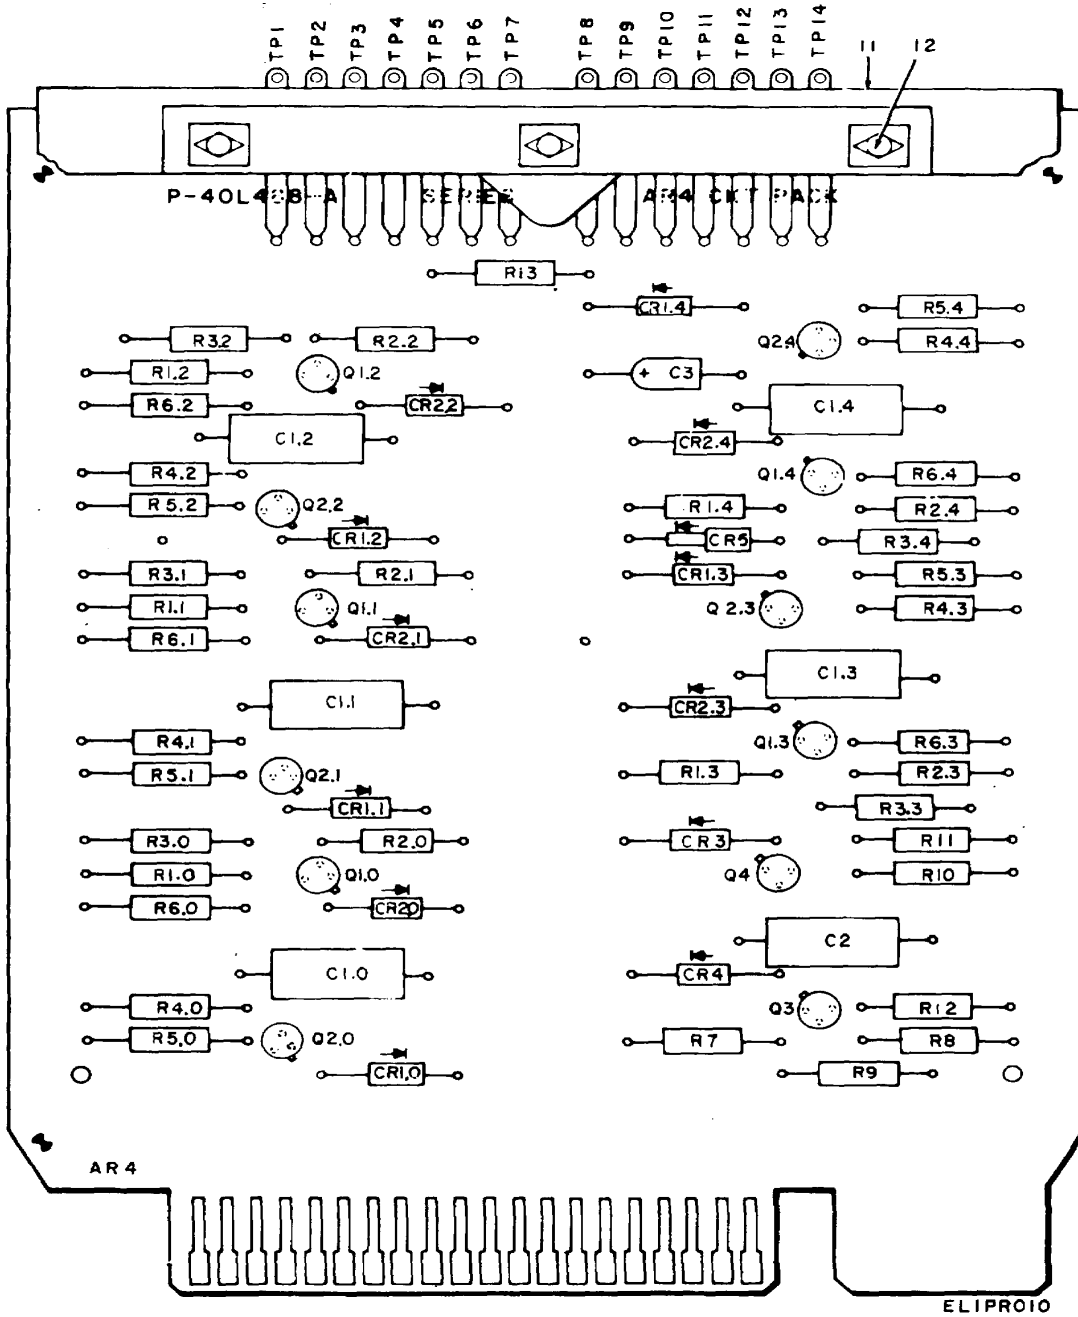 TP1 TP2 TP3 TP4 TP5 TP6 TP7 TP8 TP9 TP10 TP11 TP12 TP13 TP14
11 12
SERIES AR4 CKT PACK
R13
CR1.4 R5.4
R3.2 R2.2 Q2.4 R4.4
R1.2 Q1.2 + C3
R6.2 CR2.2 C1.4
C1.2 CR2.4
R4.2 Q1.4 R6.4
R5.2 Q2.2 R1.4 R2.4
CR1.2 CR5 R3.4
R3.1 R2.1 CR1.3 R5.3
R1.1 Q1.1 Q2.3 R4.3
R6.1 CR2.1
C1.3
C1.1 CR2.3
R4.1 Q1.3 R6.3
R5.1 Q2.1 R1.3 R2.3
CR1.1 R3.3
R3.0 R2.0 CR3 R11
R1.0 Q1.0 Q4 R10
R6.0 CR2.0
C2
C1.0 CR4
R4.0 Q3 R12
R5.0 Q2.0 R7 R8
CR1.0 R9
AR4
EL1PR010